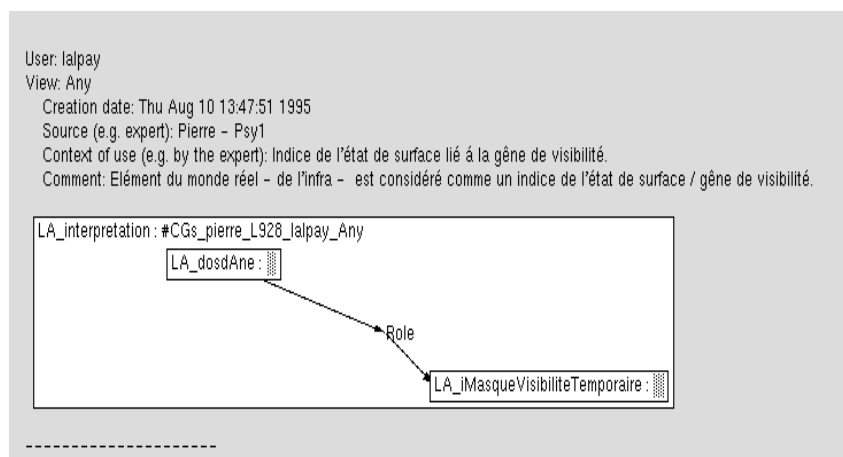 User: lalpay
View: Any
Creation date: Thu Aug 10 13:47:51 1995
Source (e.g. expert): Pierre – Psy1
Context of use (e.g. by the expert): Indice de l'état de surface lié á la gêne de visibilité.
Comment: Elément du monde réel – de l'infra –  est considéré comme un indice de l'état de surface / gêne de visibilité.
LA_interpretation : #CGs_pierre_L928_lalpay_Any
LA_dosdAne :
Role
LA_iMasqueVisibiliteTemporaire :
---------------------